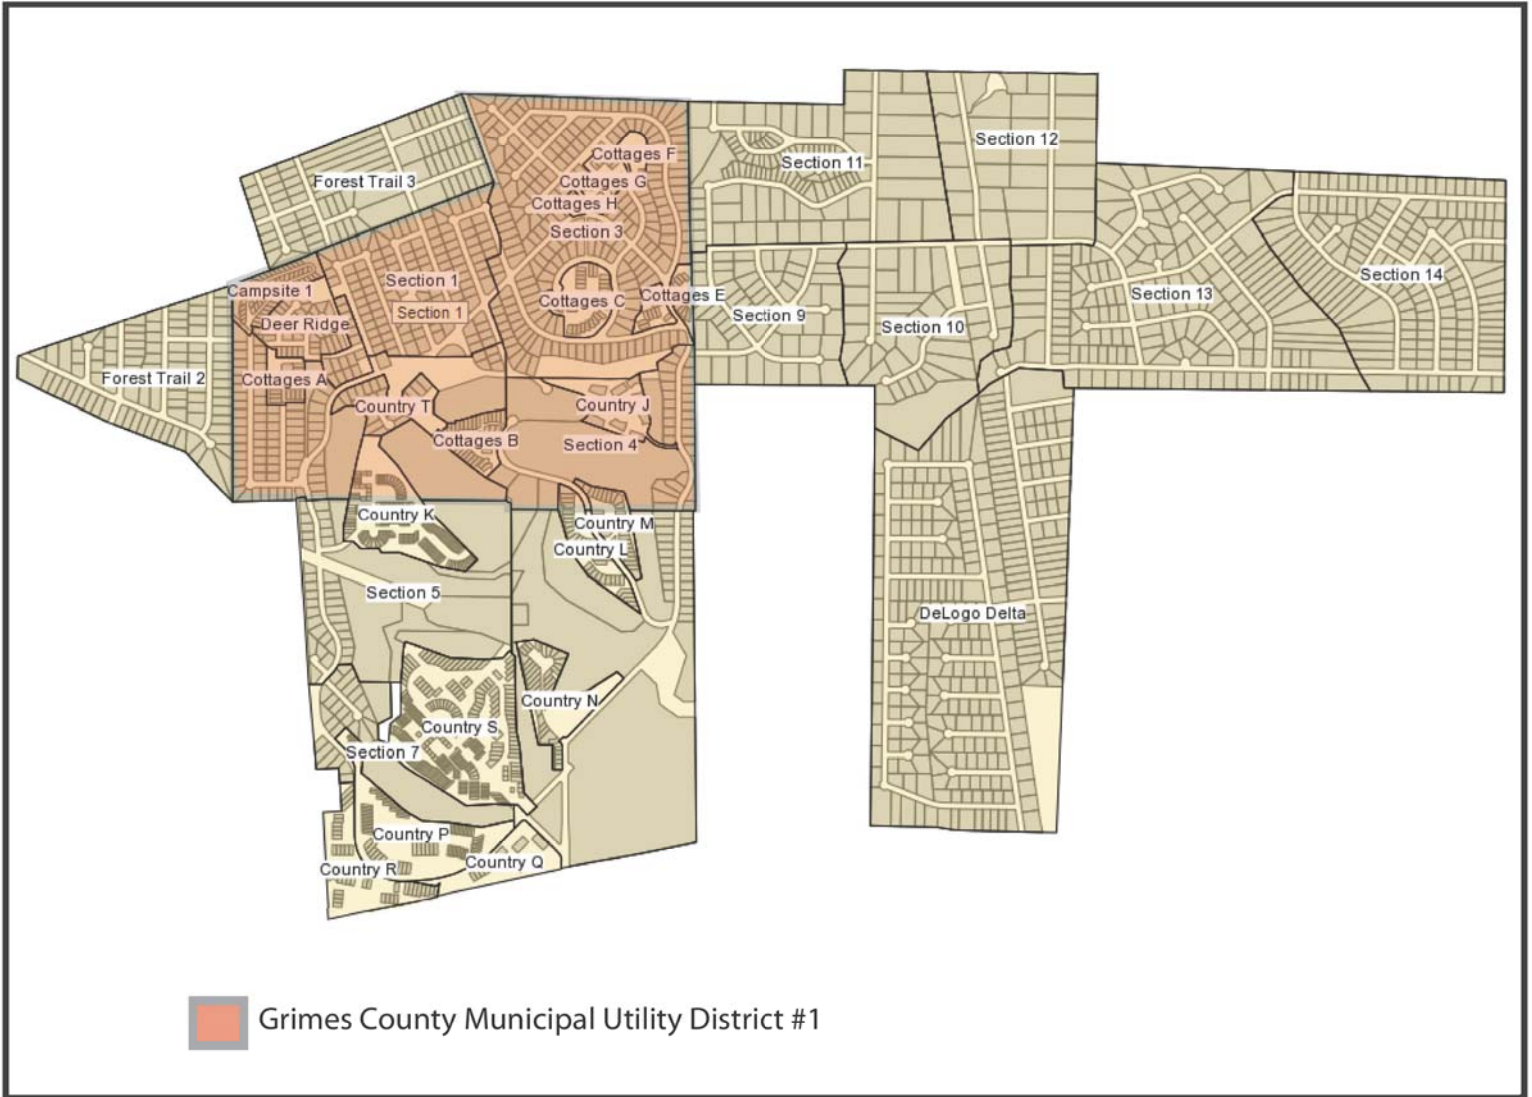 Section 12
Cottages F
Section 11
Forest Trail 3
Cottages G
Cottages H
Section 3
Section 14
Section 1
Campsite 1
Section 13
Cottages E
Cottages C
Section 1
Section 9
Deer Ridge
Section 10
Forest Trail 2
Cottages A
Country T
Country J
Cottages B
Section 4
Country K
Country M
Country L
Section 5
DeLogo Delta
Country N
Country S
Section 7
Country P
Country Q
Country R
Grimes County Municipal Utility District #1